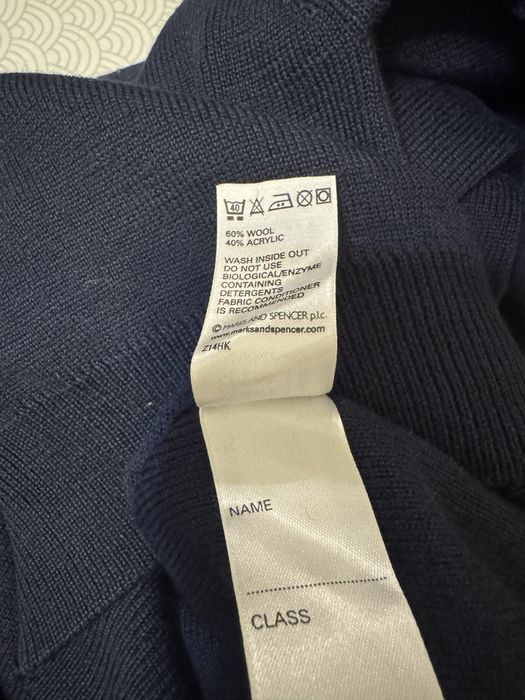 40
60% WOOL
40% ACRYLIC
WASH INSIDE OUT
DO NOT USE
BIOLOGICAL/ENZYME
CONTAINING
DETERGENTS
FABRIC CONDITIONER
IS RECOMMENDED
© MARKS AND SPENCER p.l.c.
www.marksandspencer.com
Z14HK
NAME
CLASS